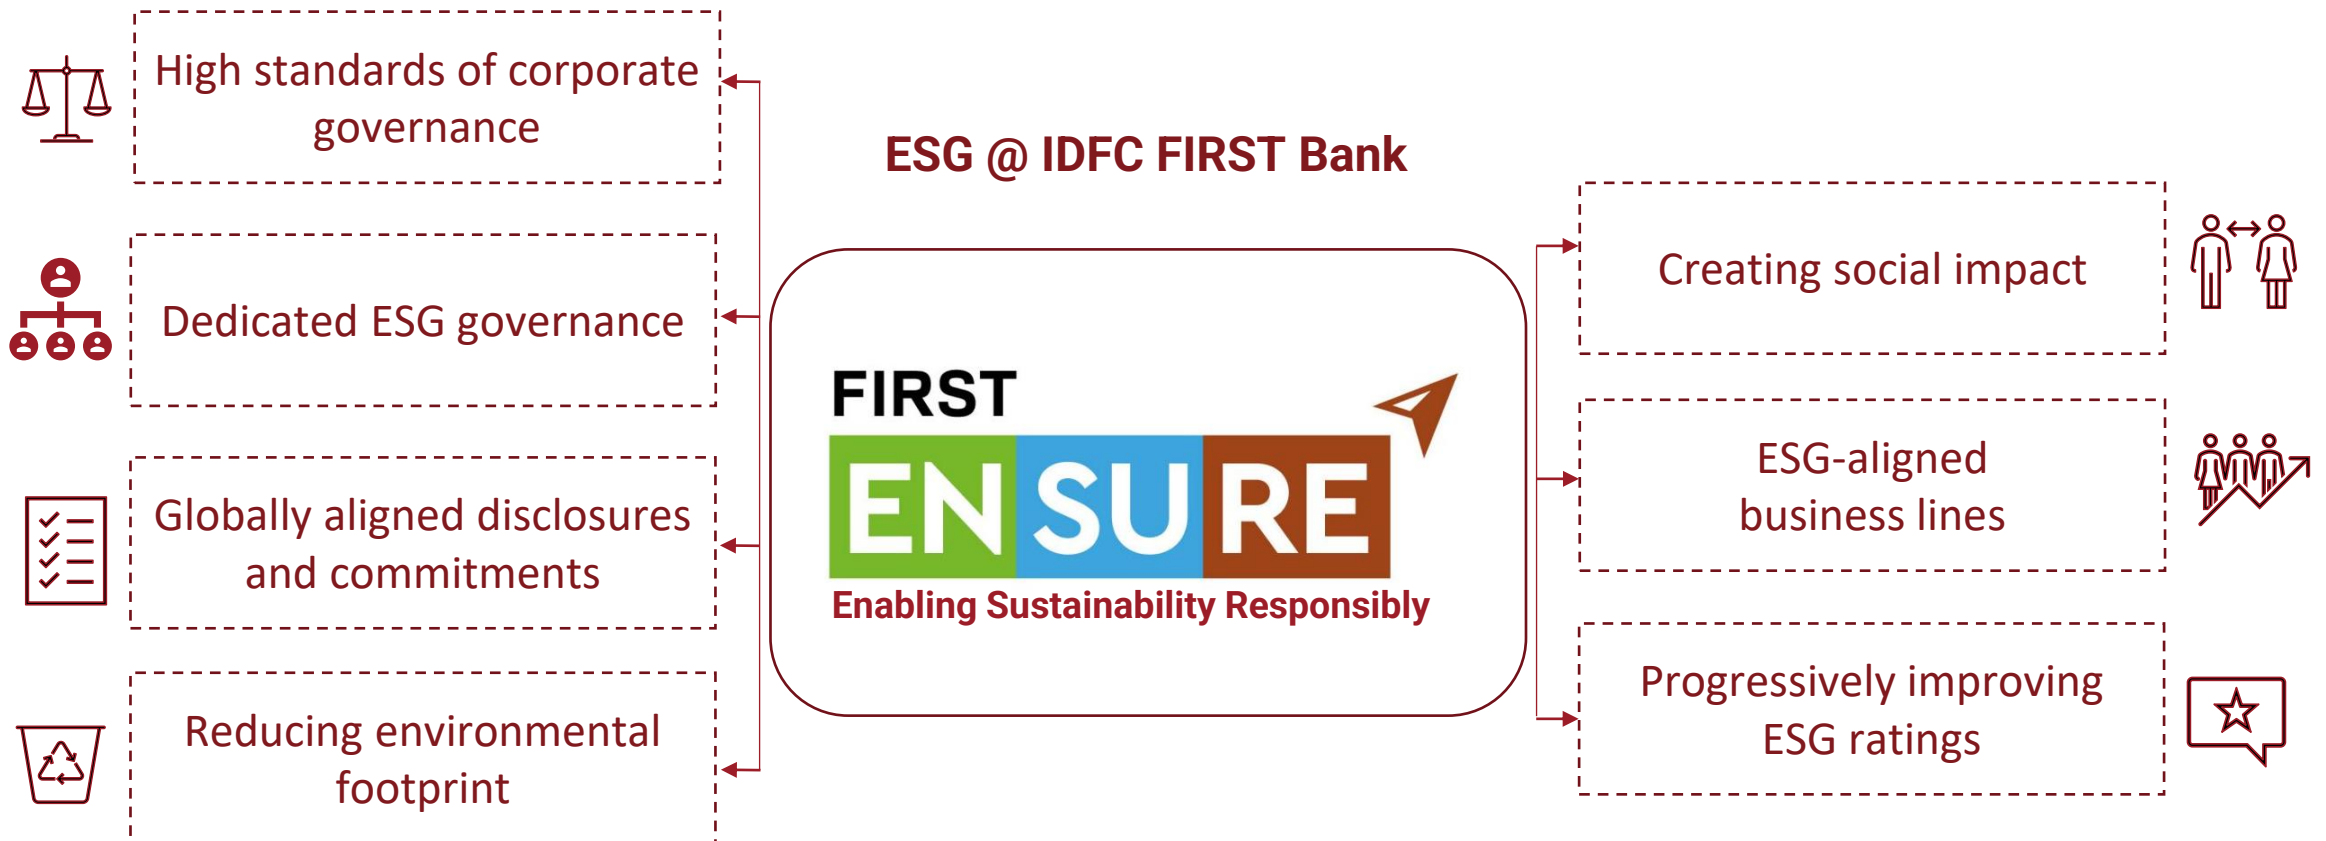 High standards of corporate
governance
Dedicated ESG governance
Globally aligned disclosures
and commitments
Reducing environmental
footprint
ESG @ IDFC FIRST Bank
FIRST
ENSURE
Enabling Sustainability Responsibly
Creating social impact
ESG-aligned
business lines
Progressively improving
ESG ratings